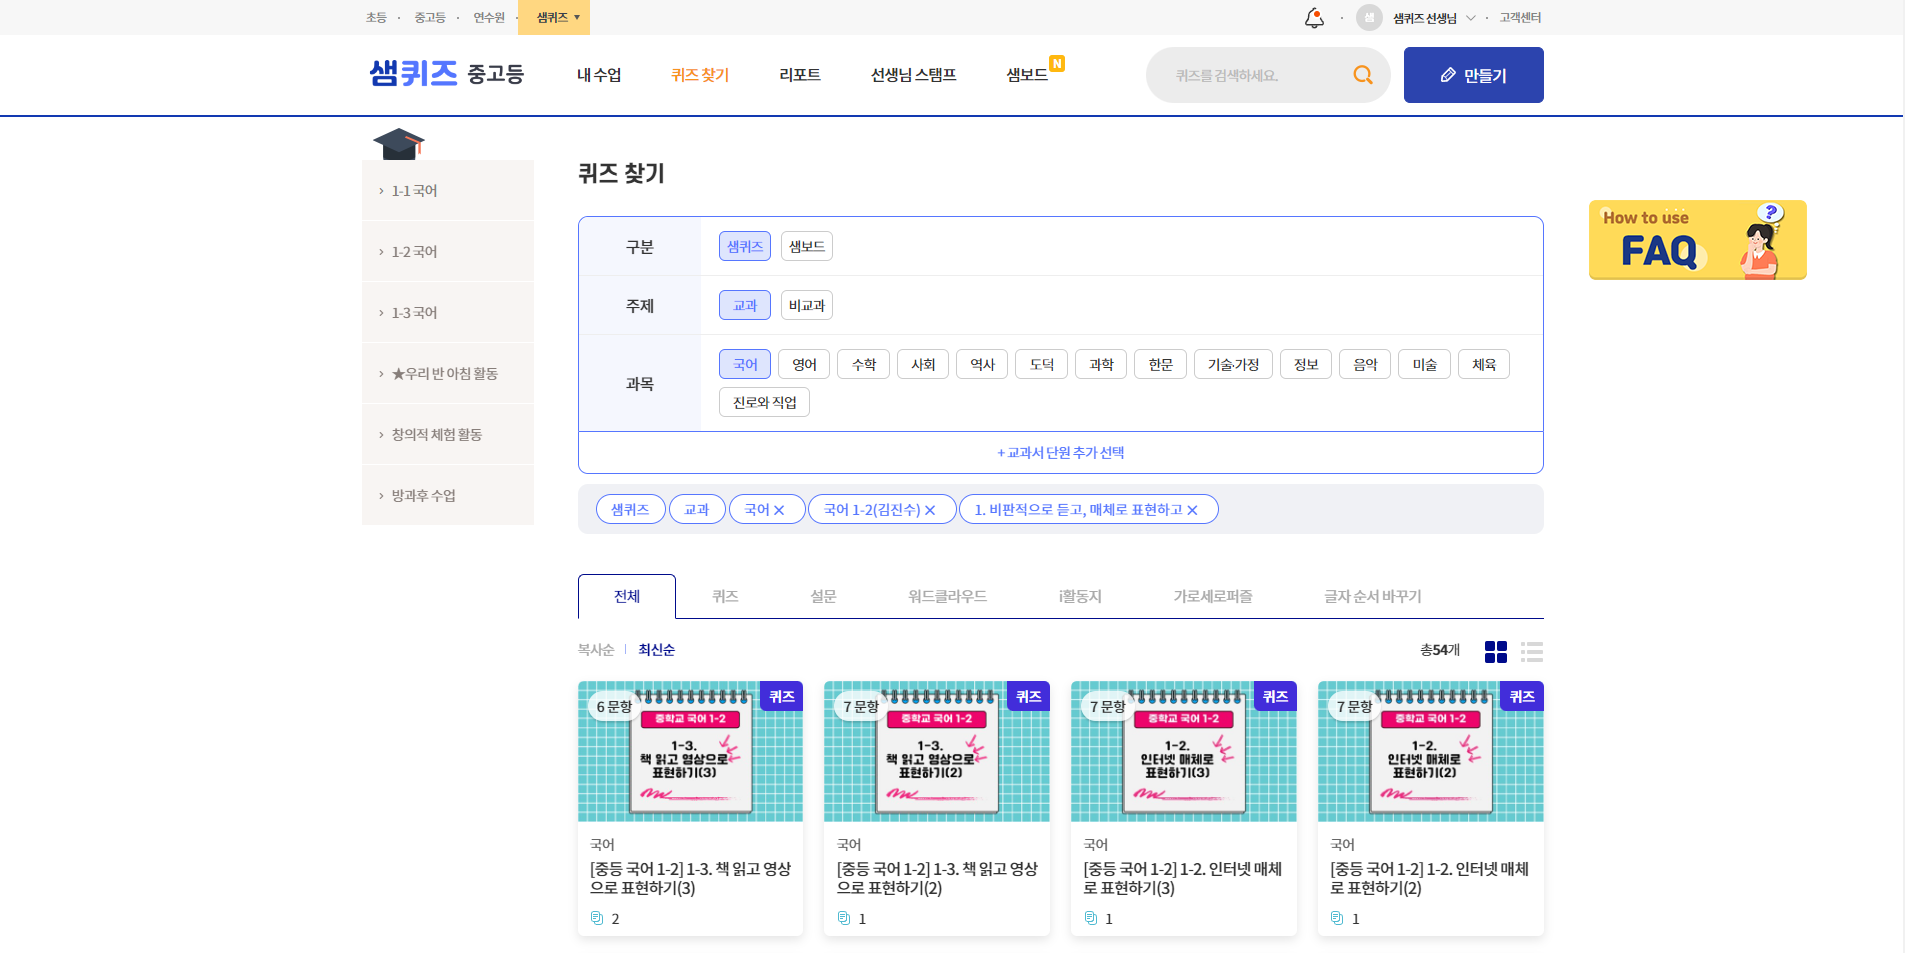 초등 · 중고등 · 연수원 · 샘퀴즈 ▾
· 샘 샘퀴즈 선생님 · 고객센터
샘퀴즈 중고등
내 수업 퀴즈 찾기 리포트 선생님 스탬프 샘보드 N
퀴즈를 검색하세요.
만들기
› 1-1 국어
› 1-2 국어
› 1-3 국어
› ★우리 반 아침 활동
› 창의적 체험 활동
› 방과후 수업
퀴즈 찾기
구분 샘퀴즈 샘보드
주제 교과 비교과
과목 국어 영어 수학 사회 역사 도덕 과학 한문 기술·가정 정보 음악 미술 체육
진로와 직업
+ 교과서 단원 추가 선택
샘퀴즈 교과 국어 × 국어 1-2(김진수) × 1. 비판적으로 듣고, 매체로 표현하고 ×
How to use
FAQ
?
전체 퀴즈 설문 워드클라우드 i활동지 가로세로퍼즐 글자 순서 바꾸기
복사순 | 최신순
총54개
6 문항
퀴즈
중학교 국어 1-2
1-3.
책 읽고 영상으로
표현하기(3)
국어
[중등 국어 1-2] 1-3. 책 읽고 영상
으로 표현하기(3)
2
7 문항
퀴즈
중학교 국어 1-2
1-3.
책 읽고 영상으로
표현하기(2)
국어
[중등 국어 1-2] 1-3. 책 읽고 영상
으로 표현하기(2)
1
7 문항
퀴즈
중학교 국어 1-2
1-2.
인터넷 매체로
표현하기(3)
국어
[중등 국어 1-2] 1-2. 인터넷 매체
로 표현하기(3)
1
7 문항
퀴즈
중학교 국어 1-2
1-2.
인터넷 매체로
표현하기(2)
국어
[중등 국어 1-2] 1-2. 인터넷 매체
로 표현하기(2)
1